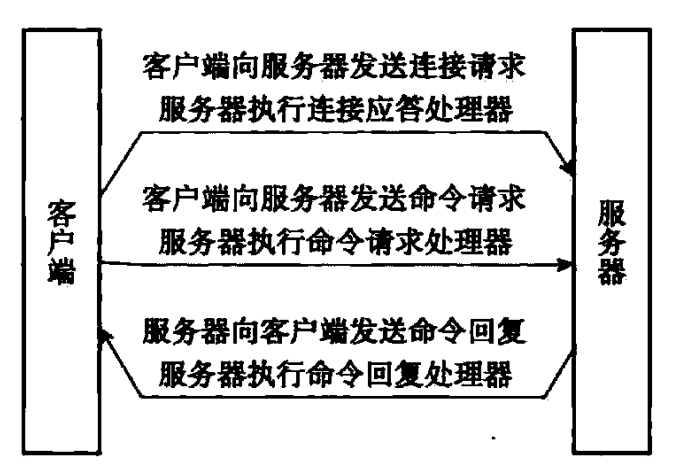 客户端向服务器发送连接请求
服务器执行连接应答处理器
客户端向服务器发送命令请求
服务器执行命令请求处理器
服务器向客户端发送命令回复
服务器执行命令回复处理器
客户端
服务器